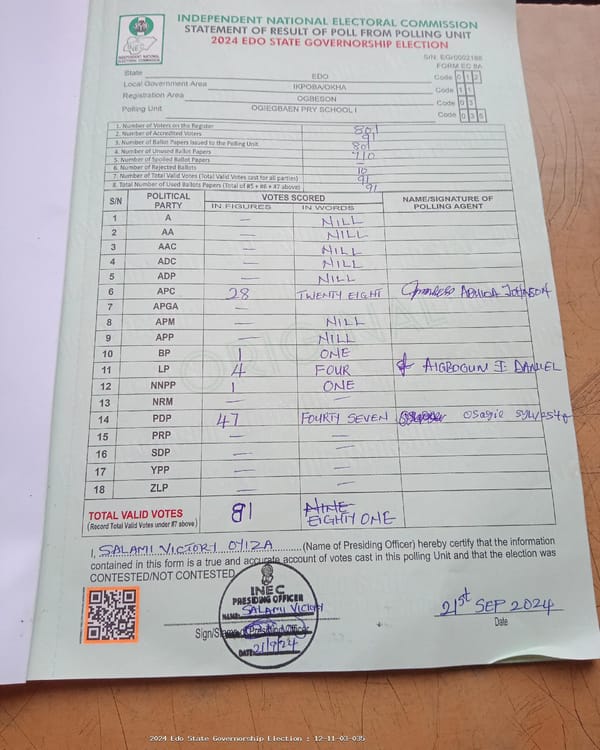 INDEPENDENT NATIONAL ELECTORAL COMMISSION
STATEMENT OF RESULT OF POLL FROM POLLING UNIT
2024 EDO STATE GOVERNORSHIP ELECTION
INEC
INDEPENDENT NATIONAL ELECTORAL COMMISSION
S/N: EG/0002188
FORM EC 8A
State EDO Code 1 2
Local Government Area IKPOBA/OKHA Code 1 1
Registration Area OGBESON Code 0 3
Polling Unit OGIEGBAEN PRY SCHOOL I Code 0 3 5
1. Number of Voters on the Register 801
2. Number of Accredited Voters 91
3. Number of Ballot Papers Issued to the Polling Unit 801
4. Number of Unused Ballot Papers 710
5. Number of Spoiled Ballot Papers —
6. Number of Rejected Ballots 10
7. Number of Total Valid Votes (Total Valid Votes cast for all parties)
8. Total Number of Used Ballots Papers (Total of #5 + #6 + #7 above) 91
S/N POLITICAL PARTY VOTES SCORED NAME/SIGNATURE OF POLLING AGENT
IN FIGURES IN WORDS
1 A — NILL
2 AA — NILL
3 AAC — NILL
4 ADC — NILL
5 ADP — NILL
6 APC 28 TWENTY EIGHT JOHNSON
7 APGA —
8 APM — NILL
9 APP — NILL
10 BP 1 ONE
11 LP 4 FOUR AIGBOGUN I. DANIEL
12 NNPP 1 ONE
13 NRM — —
14 PDP 47 FOURTY SEVEN osagie sylvester
15 PRP — —
16 SDP — —
17 YPP — —
18 ZLP — —
TOTAL VALID VOTES 81 NINE
(Record Total Valid Votes under #7 above) EIGHTY ONE
I, SALAMI VICTORY OYIZA (Name of Presiding Officer) hereby certify that the information
contained in this form is a true and accurate account of votes cast in this polling Unit and that the election was
CONTESTED/NOT CONTESTED
INEC
PRESIDING OFFICER
NAME: SALAMI VICTORY
Sign/Stamp of Presiding Officer
DATE 21/9/24
21st SEP 2024
Date
ORIGINAL
2024 Edo State Governorship Election : 12-11-03-035